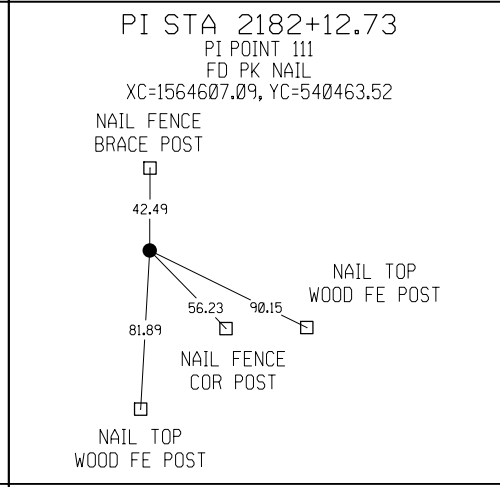 PI STA 2182+12.73
PI POINT 111
FD PK NAIL
XC=1564607.09, YC=540463.52
NAIL FENCE
BRACE POST
42.49
NAIL TOP
WOOD FE POST
56.23
90.15
81.89
NAIL FENCE
COR POST
NAIL TOP
WOOD FE POST